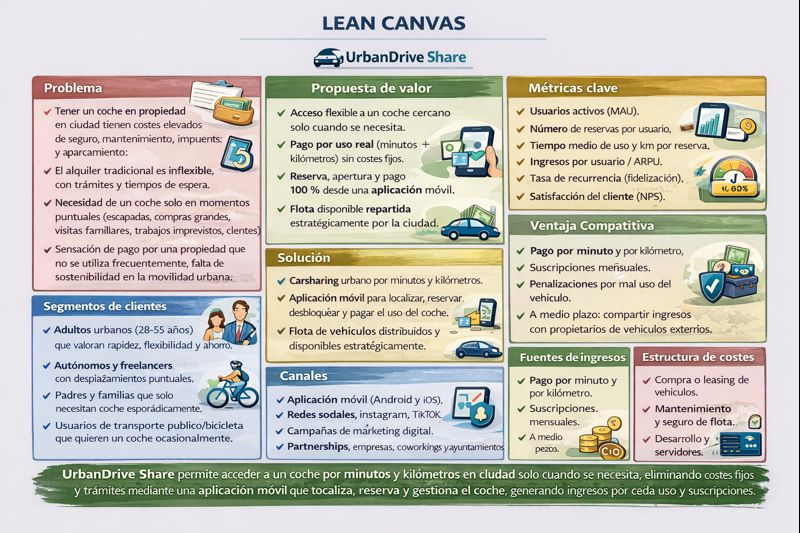 LEAN CANVAS
UrbanDrive Share
Problema
✓ Tener un coche en propiedad
en ciudad tienen costes elevados
de seguro, mantenimiento, impuents,
y aparcamiento:
✓ El alquiler tradicional es inflexible,
con trámites y tiempos de espera.
✓ Necesidad de un coche solo en momentos
puntuales (escapadas, compras grandes,
visitas famillares, trabajos imprevistos, clientes)
✓ Sensación de pago por una propiedad que
no se utiliza frecuentemente, falta de
sostenibilidad en la movilidad urbana.
Segmentos de clientes
✓ Adultos urbanos (28-55 años)
que valoran rapidez, flexibilidad y ahorro.
✓ Autónomos y freelancers
con desplazamientos puntuales.
✓ Padres y familias que solo
necesitan coche esporádicamente.
✓ Usuarios de transporte publico/bicicleta
que quieren un coche ocasionalmente.
Propuesta de valor
✓ Acceso flexible a un coche cercano
solo cuando se necesita.
✓ Pago por uso real (minutos +
kilómetros) sin costes fijos.
✓ Reserva, apertura y pago
100 % desde una aplicación móvil.
✓ Flota disponible repartida
estratégicamente por la ciudad.
Solución
✓ Carsharing urbano por minutos y kilómetros.
✓ Aplicación móvil para localizar, reservar,
desbloquear y pagar el uso del coche.
✓ Flota de vehiculos distribuidos y
disponibles estratégicamente.
Canales
✓ Aplicación móvil (Android y iOS),
✓ Redes sodales, instagram, TiKTOK.
✓ Campañas de marketing digital.
✓ Partnerships, empresas, coworkings yayuntamientos
Métricas clave
✓ Usuarios activos (MAU).
✓ Número de reservas por usuario,
✓ Tiempo medio de uso y km por reserva.
✓ Ingresos por usuario / ARPU.
✓ Tasa de recurrencia (fidelización).
✓ Satisfacción del cliente (NPS).
Ventaja Compatitiva
✓ Pago por minuto y por kilómetro,
✓ Suscripciones mensuales.
✓ Penalizaciones por mal uso del
vehiculo.
✓ A medio plazo: compartir ingresos
con propietarios de vehiculos exterrios.
Fuentes de ingresos
✓ Pago por minuto y
por kilómetro.
✓ Suscripciones.
mensuales.
✓ A medio
pezos.
Estructura de costes
✓ Compra o leasing de
vehiculos.
✓ Mantenimiento
y seguro de flota.
✓ Desarrollo y
servidores.
UrbanDrive Share permite acceder a un coche por minutos y kilómetros en ciudad solo cuando se necesita, eliminando costes fijos
y trámites mediante una aplicación móvil que tocaliza, reserva y gestiona el coche, generando ingresos por ceda uso y suscripciones.